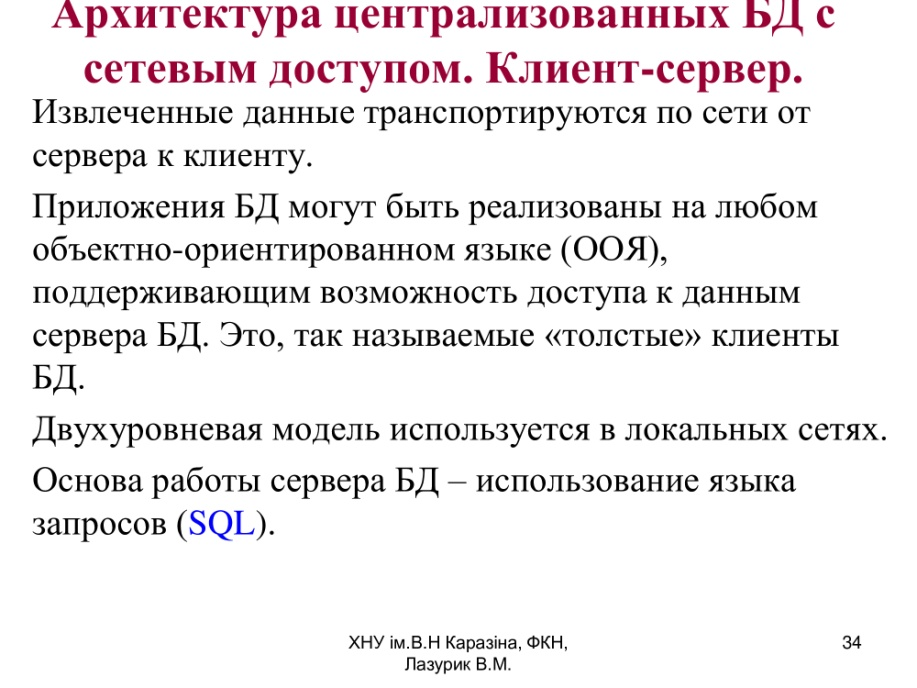 Архитектура централизованных БД с
сетевым доступом. Клиент-сервер.
Извлеченные данные транспортируются по сети от
сервера к клиенту.
Приложения БД могут быть реализованы на любом
объектно-ориентированном языке (ООЯ),
поддерживающим возможность доступа к данным
сервера БД. Это, так называемые «толстые» клиенты
БД.
Двухуровневая модель используется в локальных сетях.
Основа работы сервера БД – использование языка
запросов (SQL).
ХНУ ім.В.Н Каразіна, ФКН,
Лазурик В.М.
34